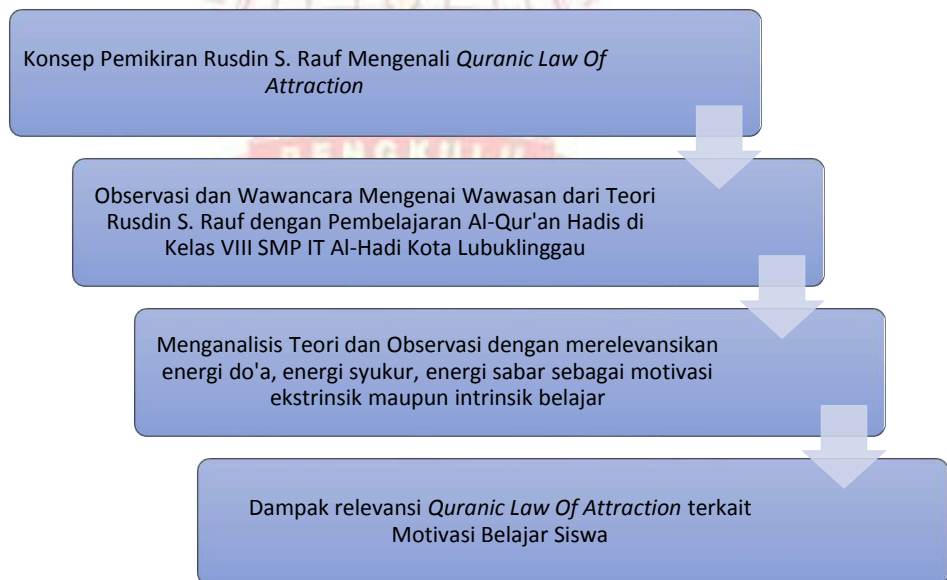 Konsep Pemikiran Rusdin S. Rauf Mengenali Quranic Law Of
Attraction
BENGKULU
Observasi dan Wawancara Mengenai Wawasan dari Teori
Rusdin S. Rauf dengan Pembelajaran Al-Qur'an Hadis di
Kelas VIII SMP IT Al-Hadi Kota Lubuklinggau
Menganalisis Teori dan Observasi dengan merelevansikan
energi do'a, energi syukur, energi sabar sebagai motivasi
ekstrinsik maupun intrinsik belajar
Dampak relevansi Quranic Law Of Attraction terkait
Motivasi Belajar Siswa